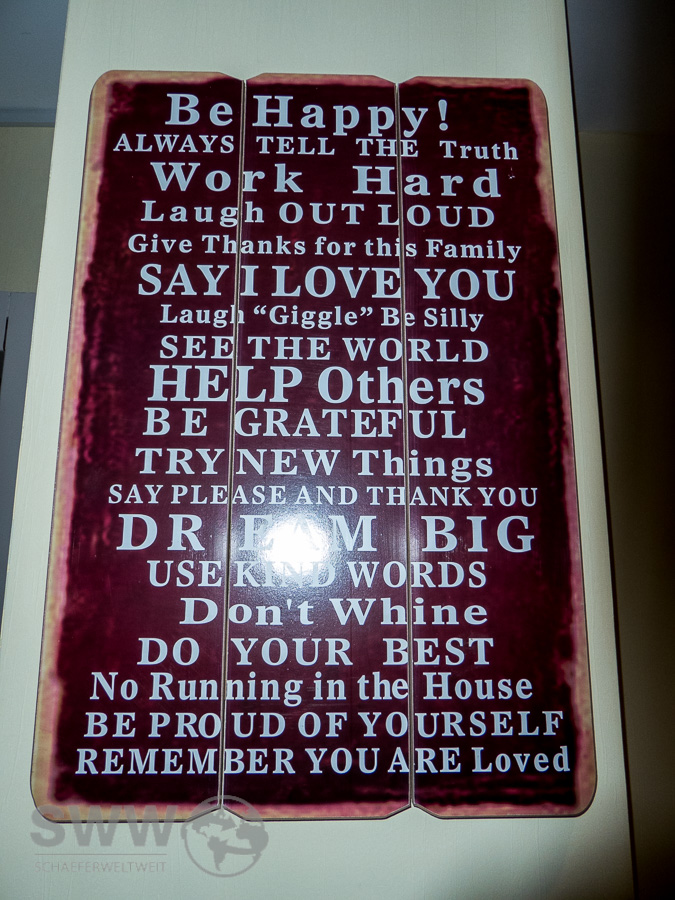 Be Happy!
ALWAYS TELL THE Truth
Work Hard
Laugh OUT LOUD
Give Thanks for this Family
SAY I LOVE YOU
Laugh “Giggle” Be Silly
SEE THE WORLD
HELP Others
BE GRATEFUL
TRY NEW Things
SAY PLEASE AND THANK YOU
DREAM BIG
USE KIND WORDS
Don't Whine
DO YOUR BEST
No Running in the House
BE PROUD OF YOURSELF
REMEMBER YOU ARE Loved
SWW
SCHAEFERWELTWEIT